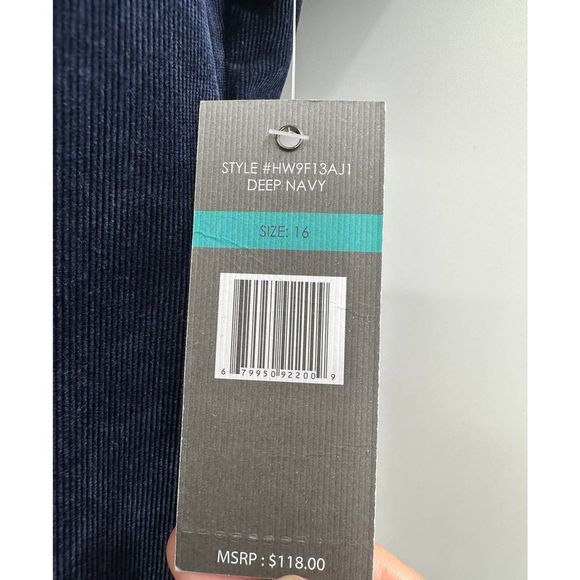 STYLE #HW9F13AJ1
DEEP NAVY
SIZE: 16
6 79950 92200 9
MSRP : $118.00